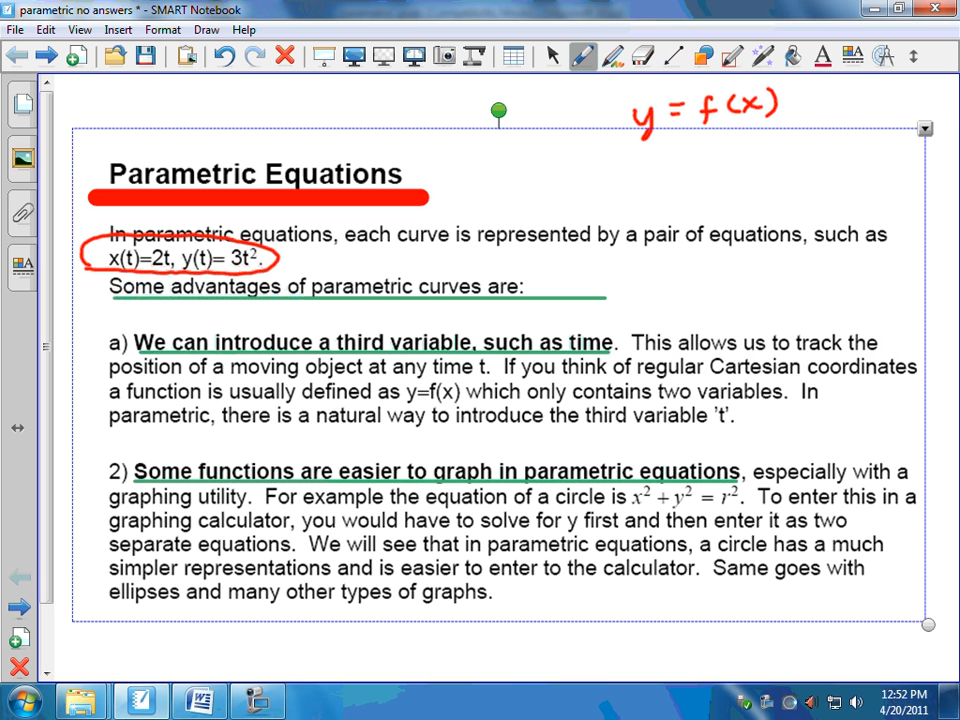 parametric no answers * - SMART Notebook
File Edit View Insert Format Draw Help
y = f(x)
Parametric Equations
In parametric equations, each curve is represented by a pair of equations, such as
x(t)=2t, y(t)= 3t².
Some advantages of parametric curves are:
a) We can introduce a third variable, such as time. This allows us to track the
position of a moving object at any time t. If you think of regular Cartesian coordinates
a function is usually defined as y=f(x) which only contains two variables. In
parametric, there is a natural way to introduce the third variable 't'.
2) Some functions are easier to graph in parametric equations, especially with a
graphing utility. For example the equation of a circle is x² + y² = r². To enter this in a
graphing calculator, you would have to solve for y first and then enter it as two
separate equations. We will see that in parametric equations, a circle has a much
simpler representations and is easier to enter to the calculator. Same goes with
ellipses and many other types of graphs.
12:52 PM
4/20/2011